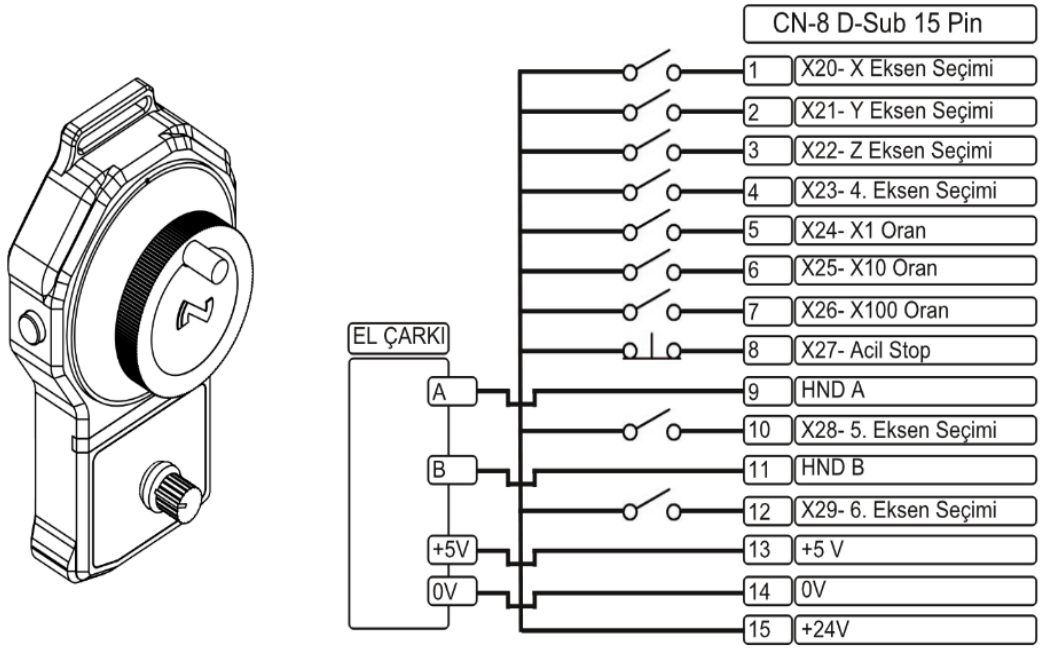 CN-8 D-Sub 15 Pin
1 X20- X Eksen Seçimi
2 X21- Y Eksen Seçimi
3 X22- Z Eksen Seçimi
4 X23- 4. Eksen Seçimi
5 X24- X1 Oran
6 X25- X10 Oran
7 X26- X100 Oran
EL ÇARKI
8 X27- Acil Stop
A 9 HND A
10 X28- 5. Eksen Seçimi
B 11 HND B
12 X29- 6. Eksen Seçimi
+5V 13 +5 V
0V 14 0V
15 +24V